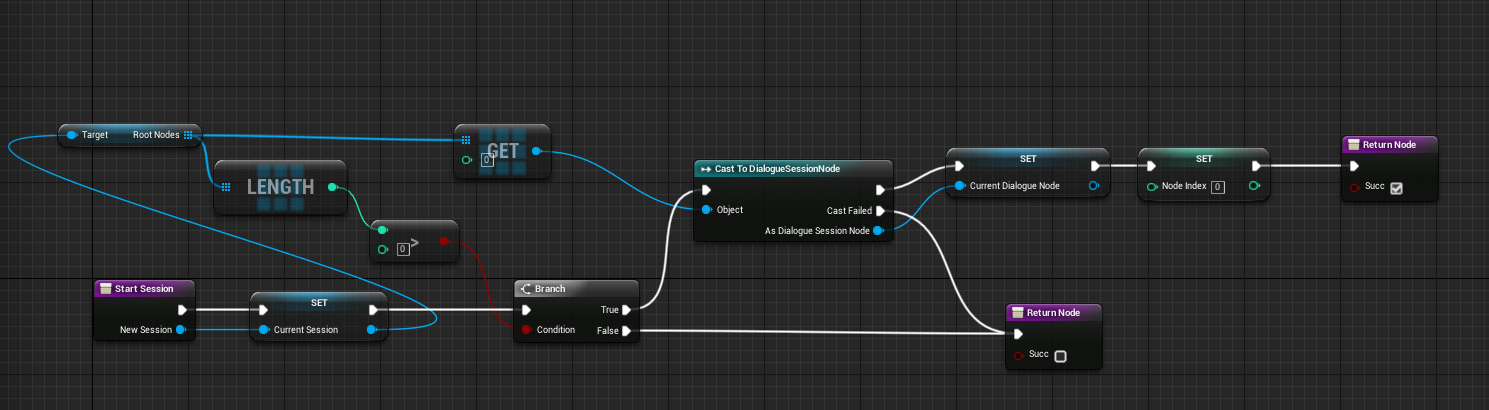 Target Root Nodes
0 GET
LENGTH
0 >
Start Session
New Session
SET
Current Session
Branch
True
Condition False
Cast To DialogueSessionNode
Object Cast Failed
As Dialogue Session Node
SET
Current Dialogue Node
SET
Node Index 0
Return Node
Succ
Return Node
Succ